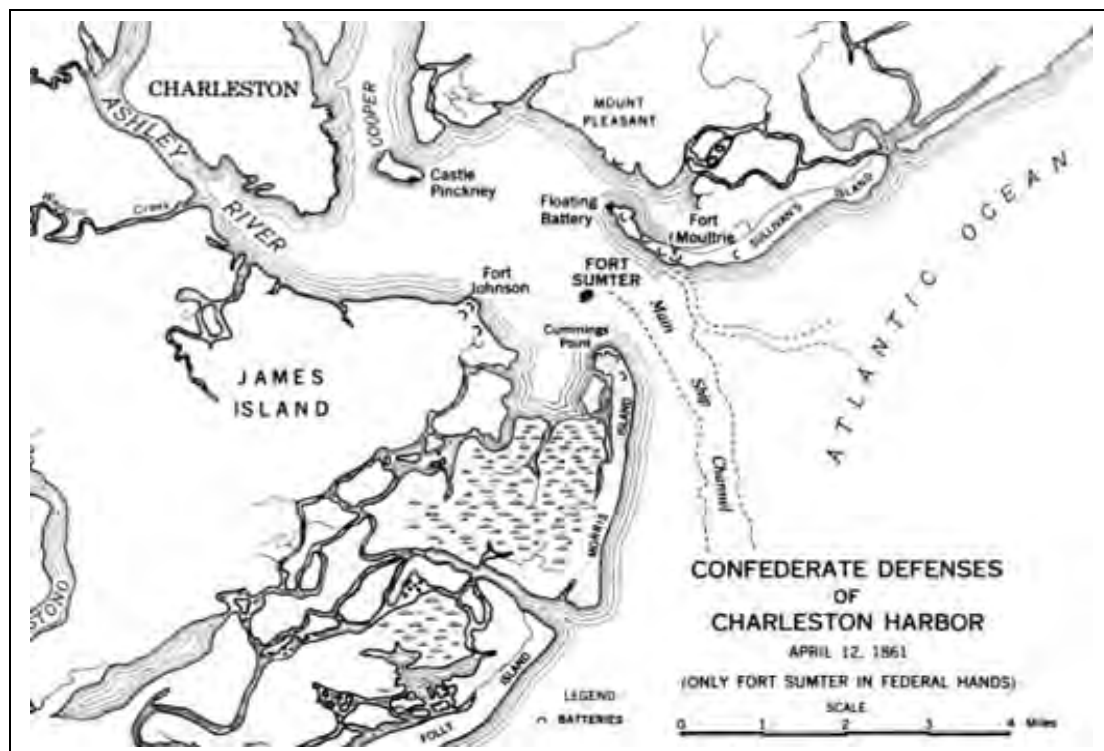 CHARLESTON
ASHLEY
RIVER
COOPER
Castle
Pinckney
MOUNT
PLEASANT
Floating
Battery
Fort
Moultrie
SULLIVAN'S
ISLAND
ATLANTIC OCEAN
Creek
Fort
Johnson
FORT
SUMTER
Cummings
Point
Main
Ship
Channel
JAMES
ISLAND
MORRIS
ISLAND
STONO
FOLLY
ISLAND
CONFEDERATE DEFENSES
OF
CHARLESTON HARBOR
APRIL 12, 1861
(ONLY FORT SUMTER IN FEDERAL HANDS)
LEGEND
BATTERIES
SCALE
0 1 2 3 4 Miles